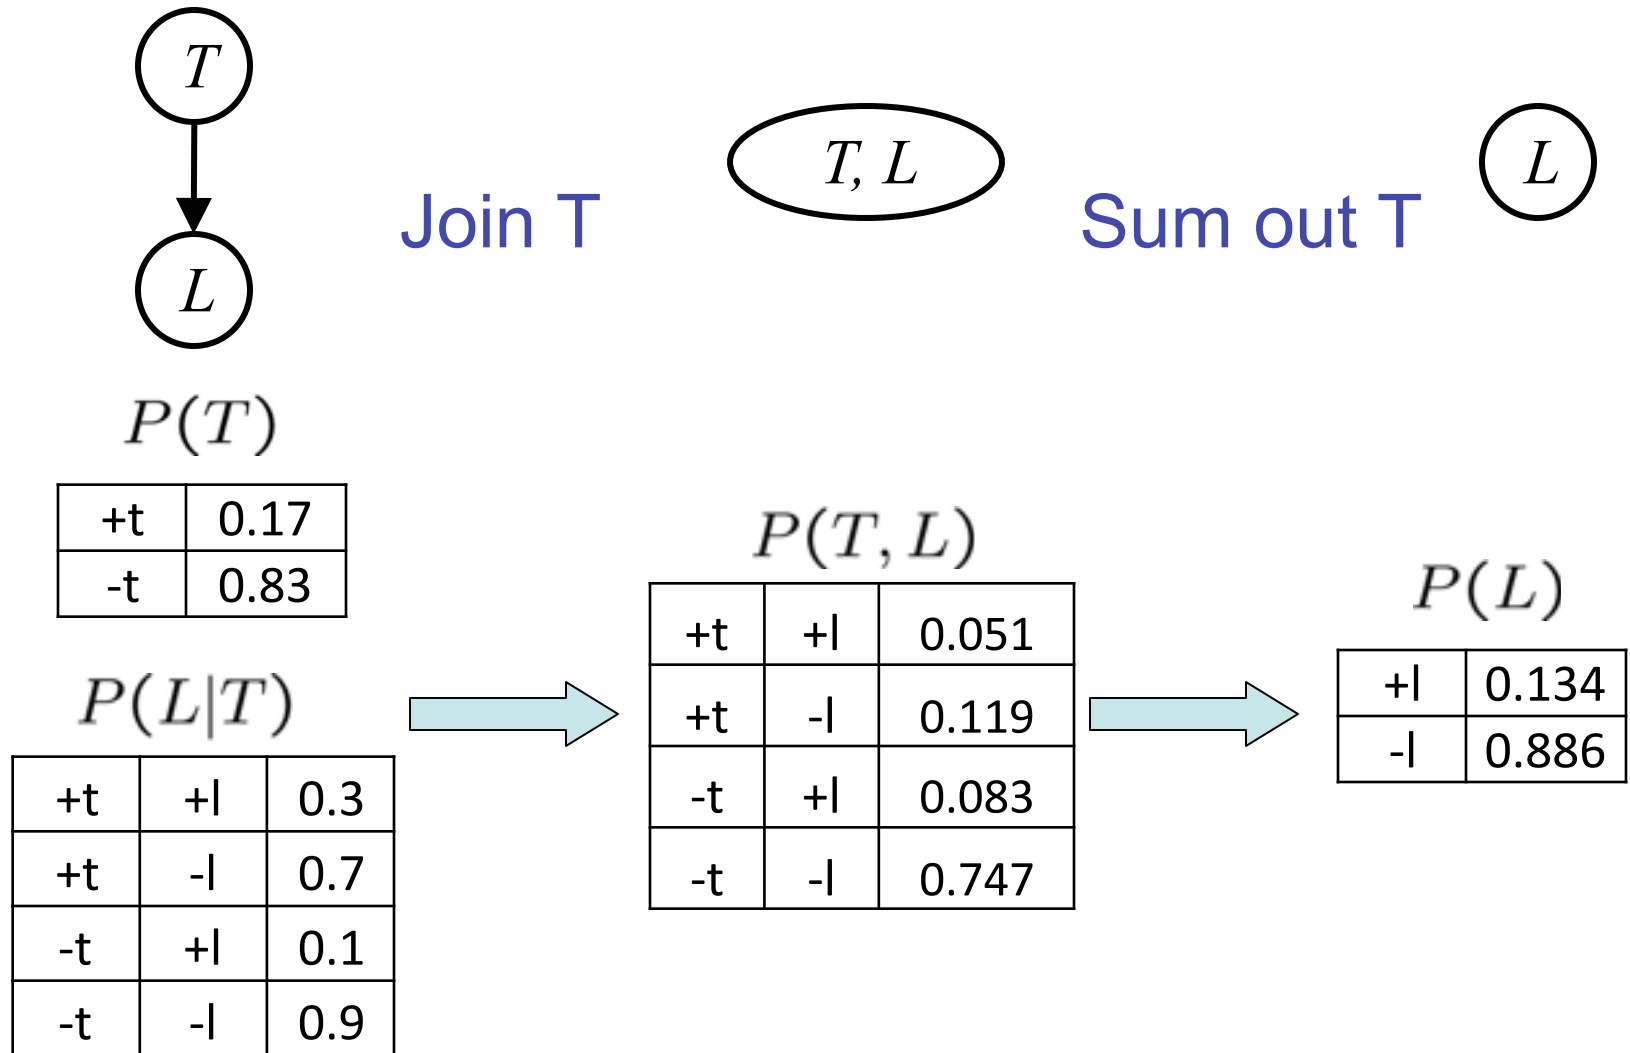 T
L
Join T
T, L
Sum out T
L
P(T)
+t 0.17
-t 0.83
P(L|T)
+t +l 0.3
+t -l 0.7
-t +l 0.1
-t -l 0.9
P(T, L)
+t +l 0.051
+t -l 0.119
-t +l 0.083
-t -l 0.747
P(L)
+l 0.134
-l 0.886